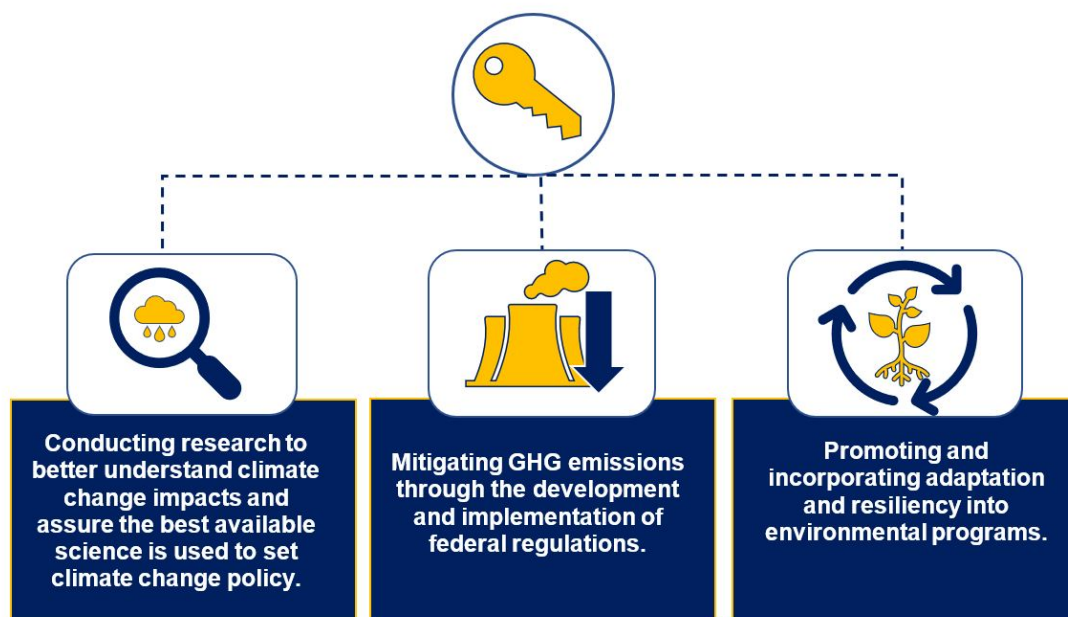 Conducting research to
better understand climate
change impacts and
assure the best available
science is used to set
climate change policy.
Mitigating GHG emissions
through the development
and implementation of
federal regulations.
Promoting and
incorporating adaptation
and resiliency into
environmental programs.